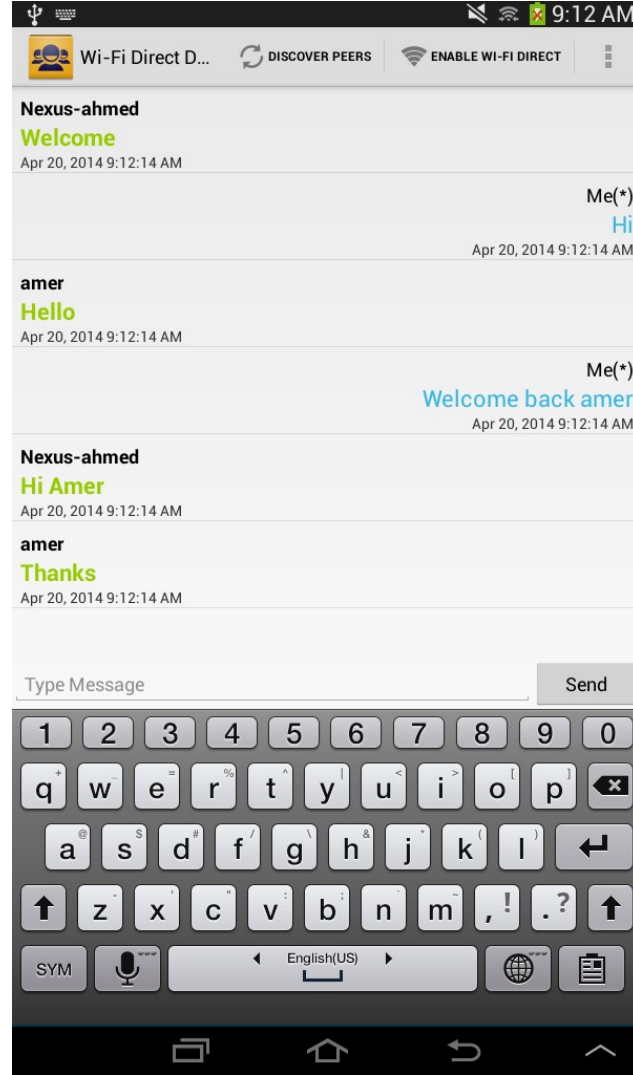 9:12 AM
Wi-Fi Direct D... DISCOVER PEERS ENABLE WI-FI DIRECT
Nexus-ahmed
Welcome
Apr 20, 2014 9:12:14 AM
Me(*)
Hi
Apr 20, 2014 9:12:14 AM
amer
Hello
Apr 20, 2014 9:12:14 AM
Me(*)
Welcome back amer
Apr 20, 2014 9:12:14 AM
Nexus-ahmed
Hi Amer
Apr 20, 2014 9:12:14 AM
amer
Thanks
Apr 20, 2014 9:12:14 AM
Type Message Send
1 2 3 4 5 6 7 8 9 0
q w e r t y u i o p
a s d f g h j k l
z x c v b n m , ! . ?
SYM English(US)